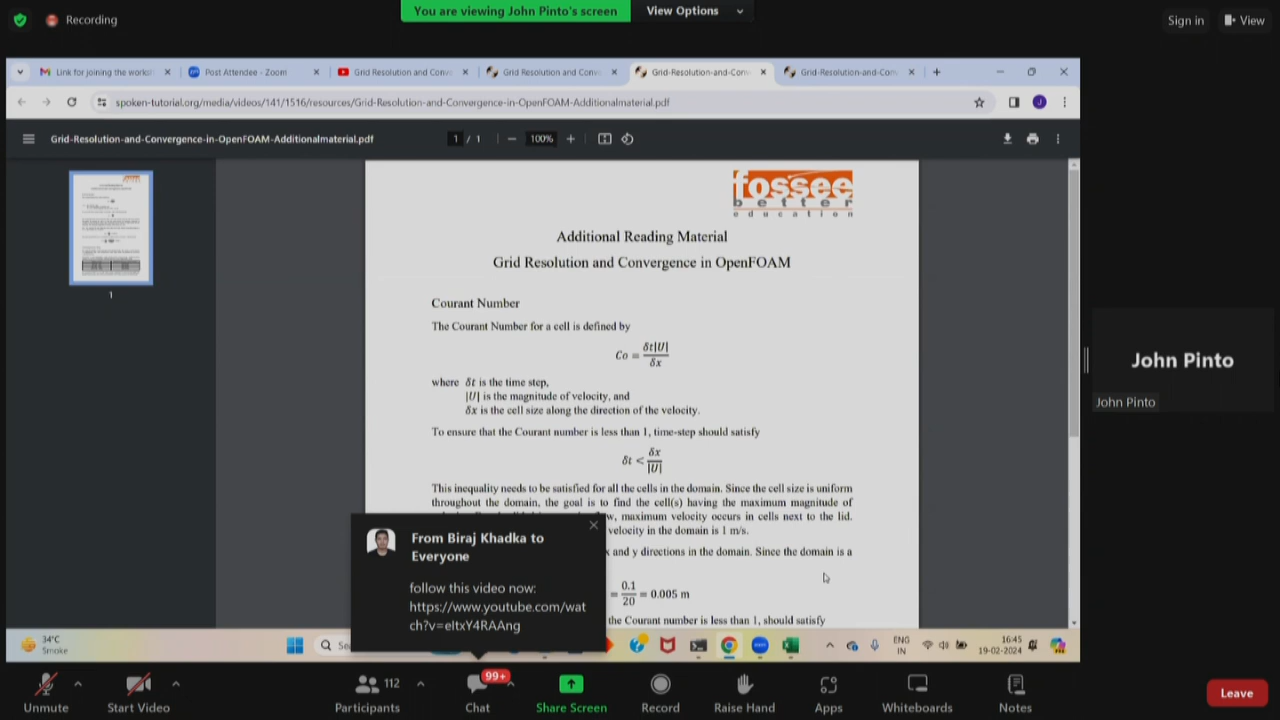 Recording
You are viewing John Pinto's screen
View Options
Sign in
View
Link for joining the works
Post Attendee - Zoom
Grid Resolution and Conv
Grid Resolution and Conv
Grid-Resolution-and-Con
Grid-Resolution-and-Con
spoken-tutorial.org/media/videos/141/1516/resources/Grid-Resolution-and-Convergence-in-OpenFOAM-Additionalmaterial.pdf
J
Grid-Resolution-and-Convergence-in-OpenFOAM-Additionalmaterial.pdf
1 / 1
100%
fossee
better
education
Additional Reading Material
Grid Resolution and Convergence in OpenFOAM
1
Courant Number
The Courant Number for a cell is defined by
Co = δt|U| / δx
where δt is the time step,
|U| is the magnitude of velocity, and
δx is the cell size along the direction of the velocity.
To ensure that the Courant number is less than 1, time-step should satisfy
δt < δx / |U|
This inequality needs to be satisfied for all the cells in the domain. Since the cell size is uniform
throughout the domain, the goal is to find the cell(s) having the maximum magnitude of
w, maximum velocity occurs in cells next to the lid.
velocity in the domain is 1 m/s.
x and y directions in the domain. Since the domain is a
= 0.1 / 20 = 0.005 m
the Courant number is less than 1, should satisfy
From Biraj Khadka to
Everyone
follow this video now:
https://www.youtube.com/wat
ch?v=eltxY4RAAng
John Pinto
John Pinto
34°C
Smoke
Sea
ENG
IN
16:45
19-02-2024
Unmute
Start Video
112
Participants
99+
Chat
Share Screen
Record
Raise Hand
Apps
Whiteboards
Notes
Leave